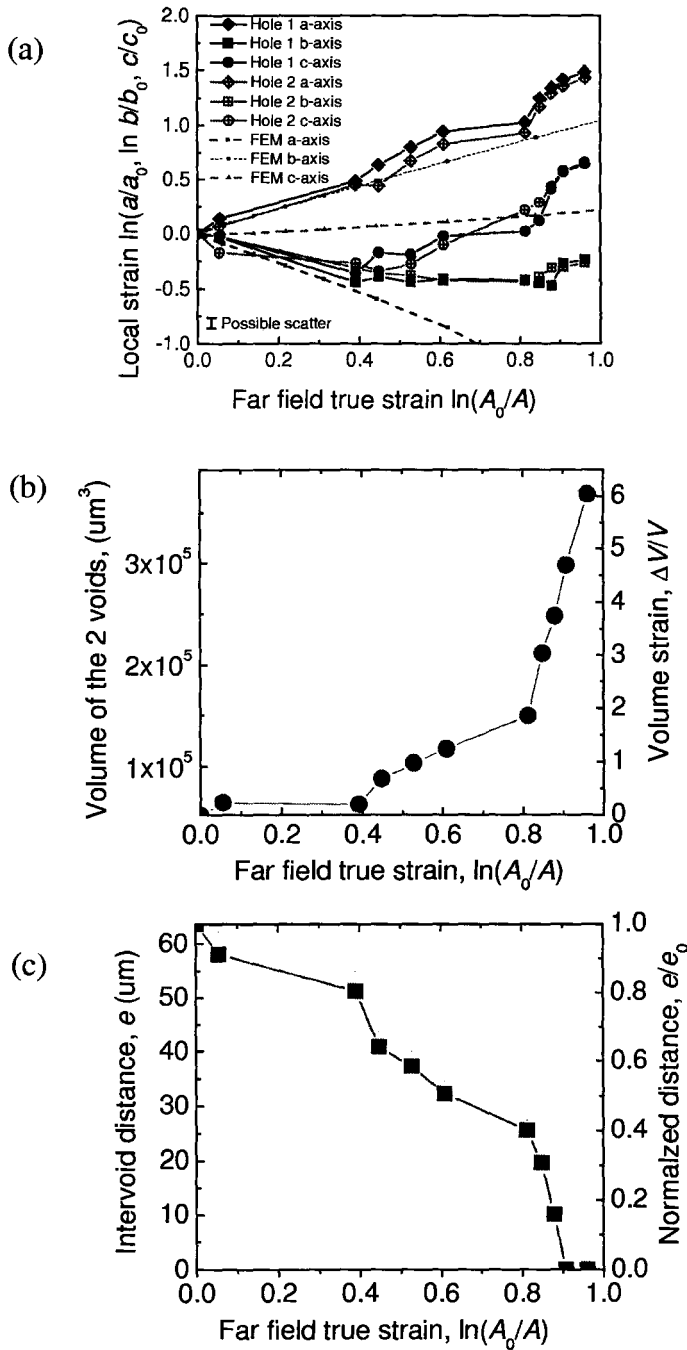 (a)
Local strain ln(a/a0, ln b/b0, c/c0)
2.0
1.5
1.0
0.5
0.0
-0.5
-1.0
Hole 1 a-axis
Hole 1 b-axis
Hole 1 c-axis
Hole 2 a-axis
Hole 2 b-axis
Hole 2 c-axis
FEM a-axis
FEM b-axis
FEM c-axis
Possible scatter
0.0 0.2 0.4 0.6 0.8 1.0
Far field true strain ln(A0/A)
(b)
Volume of the 2 voids, (um³)
3x10⁵
2x10⁵
1x10⁵
6
5
4
3
2
1
0
Volume strain, ΔV/V
0.0 0.2 0.4 0.6 0.8 1.0
Far field true strain, ln(A0/A)
(c)
Intervoid distance, e (um)
60
50
40
30
20
10
0
1.0
0.8
0.6
0.4
0.2
0.0
Normalzed distance, e/e0
0.0 0.2 0.4 0.6 0.8 1.0
Far field true strain, ln(A0/A)